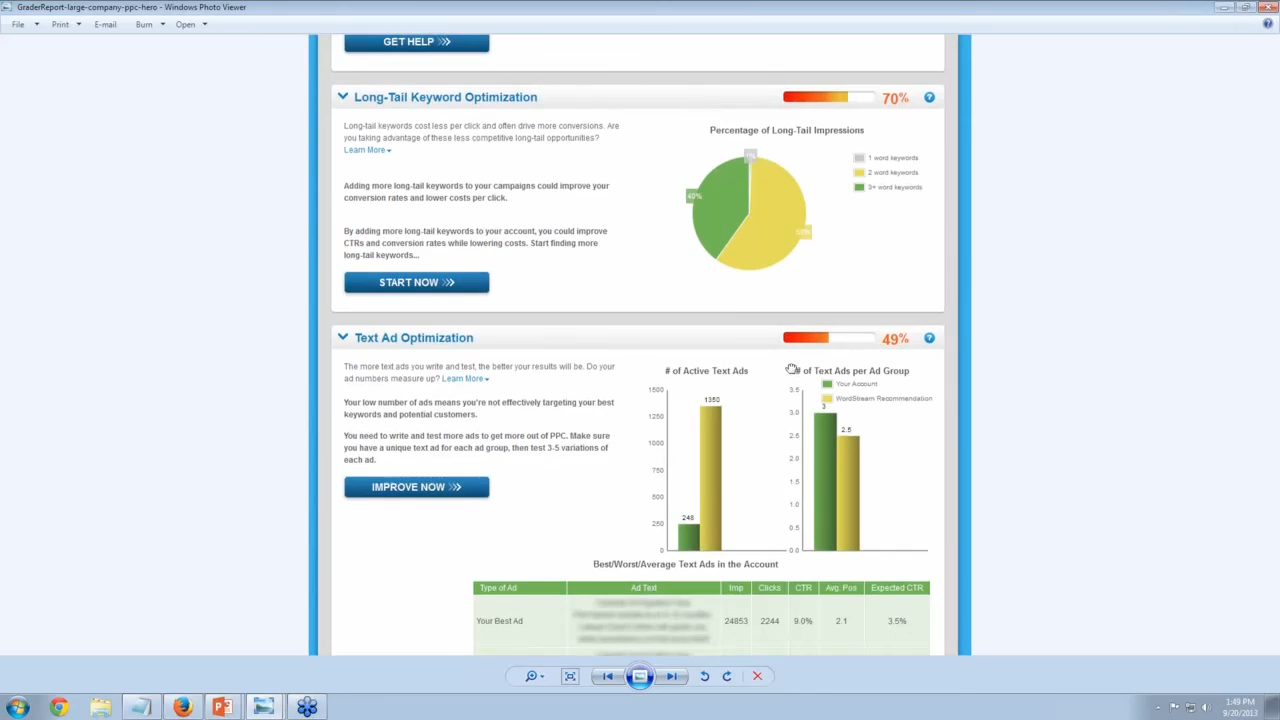 GraderReport-large-company-ppc-hero - Windows Photo Viewer
File Print E-mail Burn Open
GET HELP
Long-Tail Keyword Optimization
70%
Long-tail keywords cost less per click and often drive more conversions. Are
you taking advantage of these less competitive long-tail opportunities?
Learn More
Adding more long-tail keywords to your campaigns could improve your
conversion rates and lower costs per click.
By adding more long-tail keywords to your account, you could improve
CTRs and conversion rates while lowering costs. Start finding more
long-tail keywords...
START NOW
Percentage of Long-Tail Impressions
1 word keywords
2 word keywords
3+ word keywords
40%
Text Ad Optimization
49%
The more text ads you write and test, the better your results will be. Do your
ad numbers measure up? Learn More
Your low number of ads means you're not effectively targeting your best
keywords and potential customers.
You need to write and test more ads to get more out of PPC. Make sure
you have a unique text ad for each ad group, then test 3-5 variations of
each ad.
IMPROVE NOW
# of Active Text Ads
1500
1250
1000
750
500
250
0
1350
248
# of Text Ads per Ad Group
Your Account
WordStream Recommendation
3.5
3.0
2.5
2.0
1.5
1.0
0.5
0.0
3
2.5
Best/Worst/Average Text Ads in the Account
Type of Ad Ad Text Imp Clicks CTR Avg. Pos Expected CTR
Your Best Ad 24853 2244 9.0% 2.1 3.5%
1:49 PM
9/20/2013